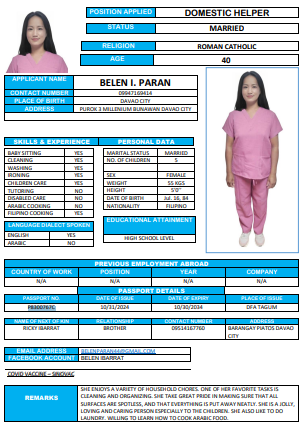 POSITION APPLIED DOMESTIC HELPER
STATUS MARRIED
RELIGION ROMAN CATHOLIC
AGE 40
APPLICANT NAME BELEN I. PARAN
CONTACT NUMBER 09947169414
PLACE OF BIRTH DAVAO CITY
ADDRESS PUROK 3 MILLENIUM BUNAWAN DAVAO CITY
SKILLS & EXPERIENCE PERSONAL DATA
BABY SITTING YES MARITAL STATUS MARRIED
CLEANING YES NO. OF CHILDREN 5
WASHING YES
IRONING YES SEX FEMALE
CHILDREN CARE YES WEIGHT 55 KGS
TUTORING NO HEIGHT 5'0"
DISABLED CARE NO DATE OF BIRTH Jul. 16, 84
ARABIC COOKING NO NATIONALITY FILIPINO
FILIPINO COOKING YES
EDUCATIONAL ATTAINMENT
LANGUAGE DIALECT SPOKEN
ENGLISH YES
HIGH SCHOOL LEVEL
ARABIC NO
PREVIOUS EMPLOYMENT ABROAD
COUNTRY OF WORK POSITION YEAR COMPANY
N/A N/A N/A N/A
PASSPORT DETAILS
PASSPORT NO. DATE OF ISSUE DATE OF EXPIRY PLACE OF ISSUE
10/31/2024 10/30/2034 DFA TAGUM
NAME OF NEXT OF KIN RELATIONSHIP CONTACT NUMBER ADDRESS
RICKY IBARRAT BROTHER 09514167760 BARANGAY PIATOS DAVAO CITY
EMAIL ADDRESS BELENPARAN44@GMAIL.COM
FACEBOOK ACCOUNT BELEN IBARRAT
COVID VACCINE – SINOVAC
REMARKS
SHE ENJOYS A VARIETY OF HOUSEHOLD CHORES. ONE OF HER FAVORITE TASKS IS
CLEANING AND ORGANIZING. SHE TAKE GREAT PRIDE IN MAKING SURE THAT ALL
SURFACES ARE SPOTLESS, AND THAT EVERYTHING IS PUT AWAY NEATLY. SHE IS A JOLLY,
LOVING AND CARING PERSON ESPECIALLY TO THE CHILDREN. SHE ALSO LIKE TO DO
LAUNDRY. WILLING TO LEARN HOW TO COOK ARABIC FOOD.